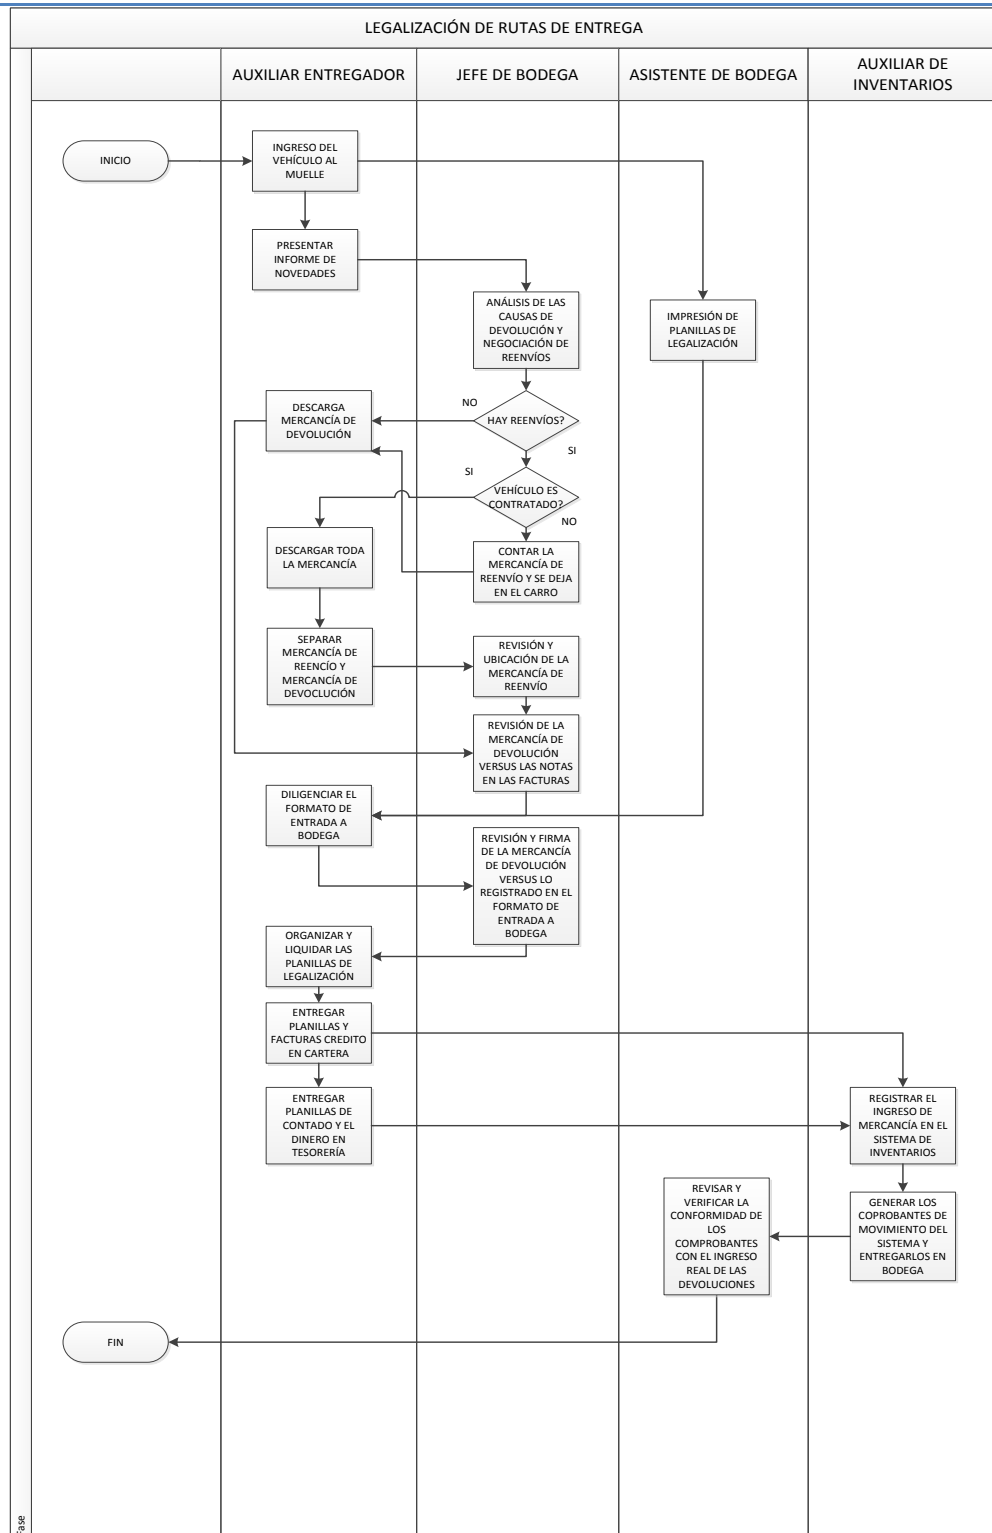 LEGALIZACIÓN DE RUTAS DE ENTREGA
AUXILIAR ENTREGADOR
JEFE DE BODEGA
ASISTENTE DE BODEGA
AUXILIAR DE
INVENTARIOS
INICIO
INGRESO DEL
VEHÍCULO AL
MUELLE
PRESENTAR
INFORME DE
NOVEDADES
ANÁLISIS DE LAS
CAUSAS DE
DEVOLUCIÓN Y
NEGOCIACIÓN DE
REENVÍOS
IMPRESIÓN DE
PLANILLAS DE
LEGALIZACIÓN
NO
HAY REENVÍOS?
SI
DESCARGA
MERCANCÍA DE
DEVOLUCIÓN
SI
VEHÍCULO ES
CONTRATADO?
NO
DESCARGAR TODA
LA MERCANCÍA
CONTAR LA
MERCANCÍA DE
REENVÍO Y SE DEJA
EN EL CARRO
SEPARAR
MERCANCÍA DE
REENCÍO Y
MERCANCÍA DE
DEVOCLUCIÓN
REVISIÓN Y
UBICACIÓN DE LA
MERCANCÍA DE
REENVÍO
REVISIÓN DE LA
MERCANCÍA DE
DEVOLUCIÓN
VERSUS LAS NOTAS
EN LAS FACTURAS
DILIGENCIAR EL
FORMATO DE
ENTRADA A
BODEGA
REVISIÓN Y FIRMA
DE LA MERCANCÍA
DE DEVOLUCIÓN
VERSUS LO
REGISTRADO EN EL
FORMATO DE
ENTRADA A
BODEGA
ORGANIZAR Y
LIQUIDAR LAS
PLANILLAS DE
LEGALIZACIÓN
ENTREGAR
PLANILLAS Y
FACTURAS CREDITO
EN CARTERA
ENTREGAR
PLANILLAS DE
CONTADO Y EL
DINERO EN
TESORERÍA
REGISTRAR EL
INGRESO DE
MERCANCÍA EN EL
SISTEMA DE
INVENTARIOS
REVISAR Y
VERIFICAR LA
CONFORMIDAD DE
LOS
COMPROBANTES
CON EL INGRESO
REAL DE LAS
DEVOLUCIONES
GENERAR LOS
COPROBANTES DE
MOVIMIENTO DEL
SISTEMA Y
ENTREGARLOS EN
BODEGA
FIN
Fase